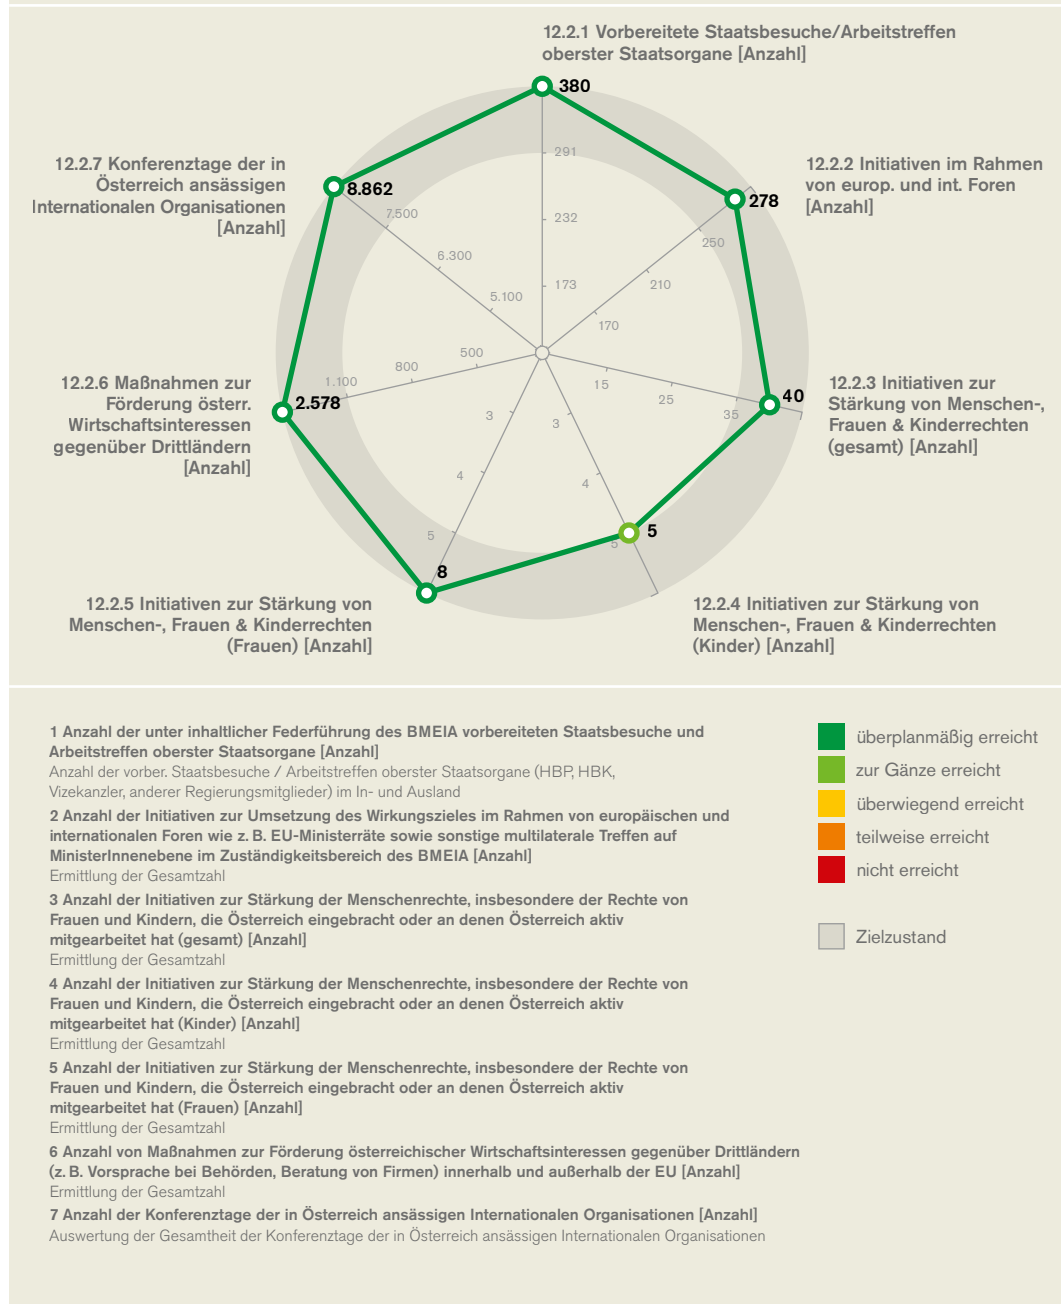 12.2.1 Vorbereitete Staatsbesuche/Arbeitstreffen
oberster Staatsorgane [Anzahl]
380
291
232
173
12.2.2 Initiativen im Rahmen
von europ. und int. Foren
[Anzahl]
278
250
210
170
12.2.3 Initiativen zur
Stärkung von Menschen-,
Frauen & Kinderrechten
(gesamt) [Anzahl]
40
35
25
15
12.2.4 Initiativen zur Stärkung von
Menschen-, Frauen & Kinderrechten
(Kinder) [Anzahl]
5
5
4
3
12.2.5 Initiativen zur Stärkung von
Menschen-, Frauen & Kinderrechten
(Frauen) [Anzahl]
8
5
4
3
12.2.6 Maßnahmen zur
Förderung österr.
Wirtschaftsinteressen
gegenüber Drittländern
[Anzahl]
2.578
1.100
800
500
12.2.7 Konferenztage der in
Österreich ansässigen
Internationalen Organisationen
[Anzahl]
8.862
7.500
6.300
5.100
1 Anzahl der unter inhaltlicher Federführung des BMEIA vorbereiteten Staatsbesuche und
Arbeitstreffen oberster Staatsorgane [Anzahl]
Anzahl der vorber. Staatsbesuche / Arbeitstreffen oberster Staatsorgane (HBP, HBK,
Vizekanzler, anderer Regierungsmitglieder) im In- und Ausland
2 Anzahl der Initiativen zur Umsetzung des Wirkungszieles im Rahmen von europäischen und
internationalen Foren wie z. B. EU-Ministerräte sowie sonstige multilaterale Treffen auf
MinisterInnenebene im Zuständigkeitsbereich des BMEIA [Anzahl]
Ermittlung der Gesamtzahl
3 Anzahl der Initiativen zur Stärkung der Menschenrechte, insbesondere der Rechte von
Frauen und Kindern, die Österreich eingebracht oder an denen Österreich aktiv
mitgearbeitet hat (gesamt) [Anzahl]
Ermittlung der Gesamtzahl
4 Anzahl der Initiativen zur Stärkung der Menschenrechte, insbesondere der Rechte von
Frauen und Kindern, die Österreich eingebracht oder an denen Österreich aktiv
mitgearbeitet hat (Kinder) [Anzahl]
Ermittlung der Gesamtzahl
5 Anzahl der Initiativen zur Stärkung der Menschenrechte, insbesondere der Rechte von
Frauen und Kindern, die Österreich eingebracht oder an denen Österreich aktiv
mitgearbeitet hat (Frauen) [Anzahl]
Ermittlung der Gesamtzahl
6 Anzahl von Maßnahmen zur Förderung österreichischer Wirtschaftsinteressen gegenüber Drittländern
(z. B. Vorsprache bei Behörden, Beratung von Firmen) innerhalb und außerhalb der EU [Anzahl]
Ermittlung der Gesamtzahl
7 Anzahl der Konferenztage der in Österreich ansässigen Internationalen Organisationen [Anzahl]
Auswertung der Gesamtheit der Konferenztage der in Österreich ansässigen Internationalen Organisationen
überplanmäßig erreicht
zur Gänze erreicht
überwiegend erreicht
teilweise erreicht
nicht erreicht
Zielzustand